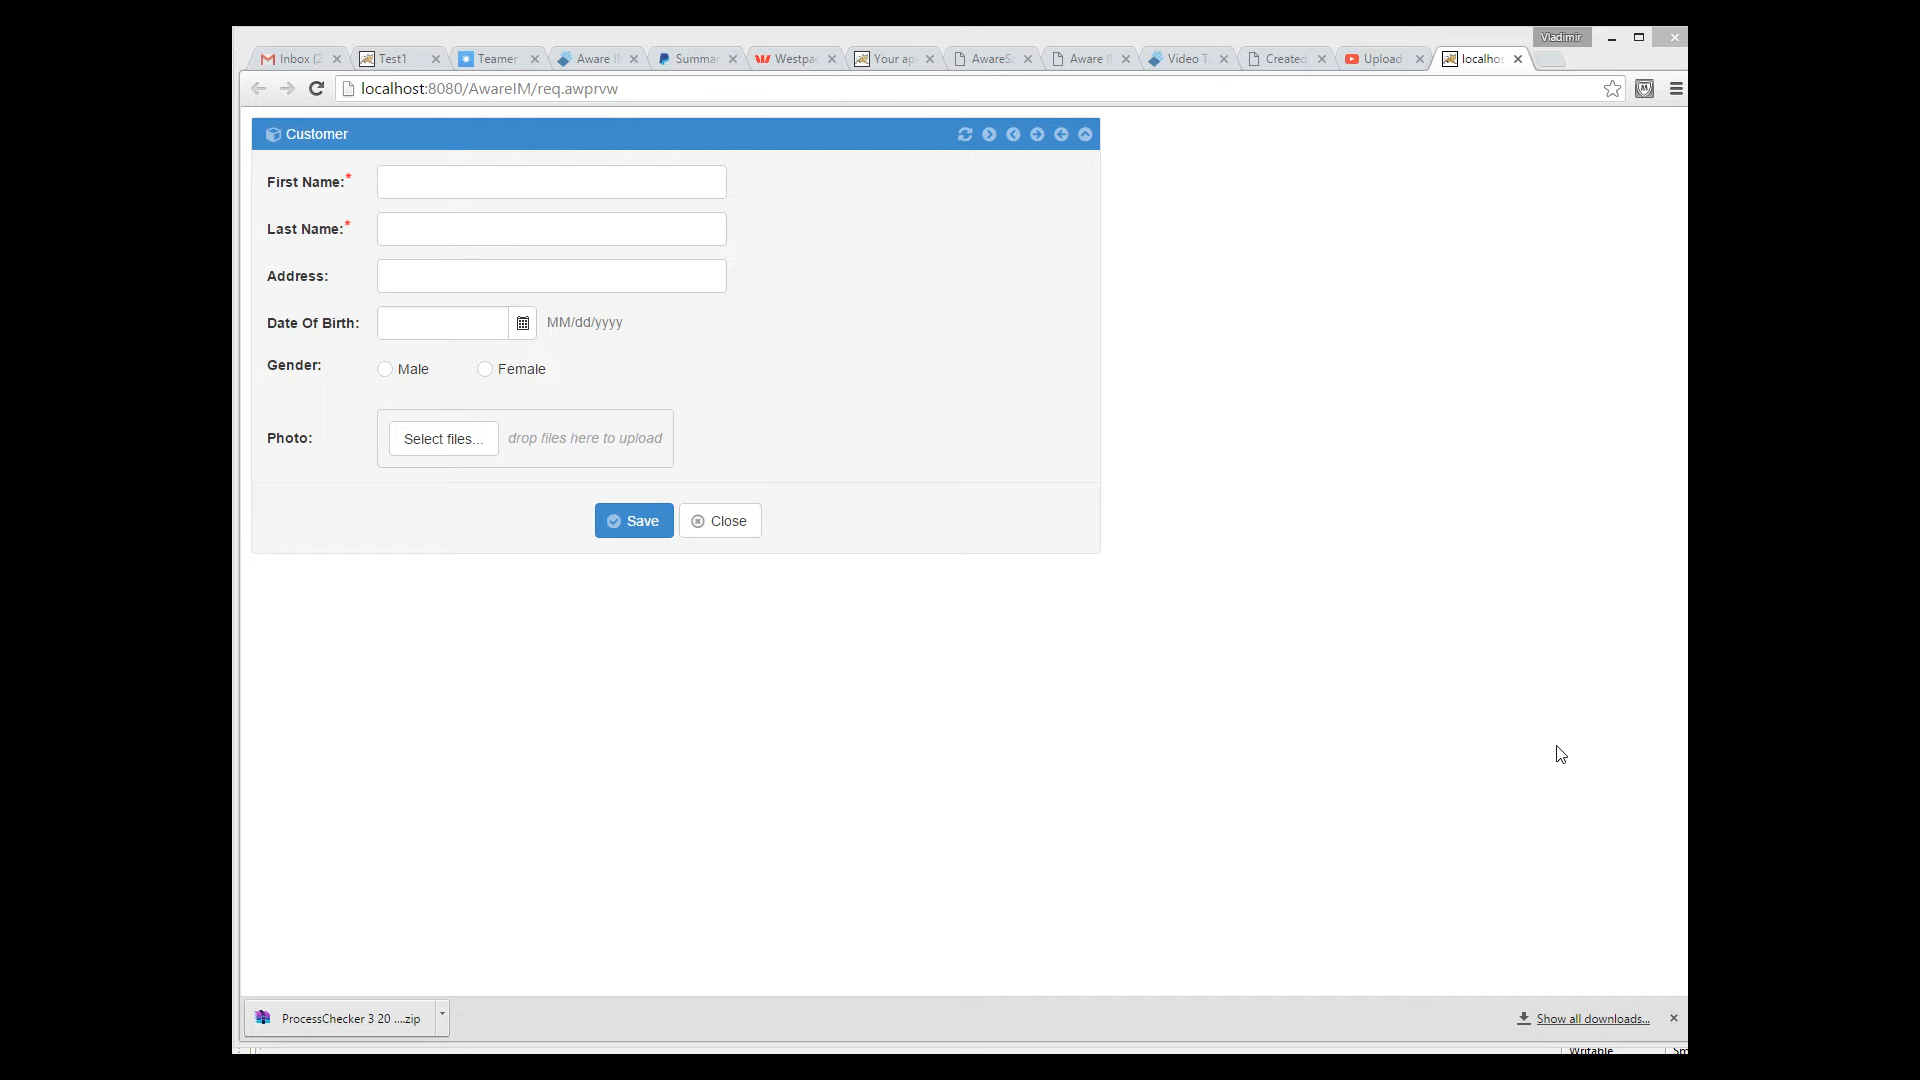 Vladimir
Inbox (2
Test1
Teamer
Aware I
Summar
Westpa
Your ap
AwareS
Aware I
Video T
Created
Upload
localhos
localhost:8080/AwareIM/req.awprvw
Customer
First Name:*
Last Name:*
Address:
Date Of Birth:
MM/dd/yyyy
Gender:
Male
Female
Photo:
Select files...
drop files here to upload
Save
Close
ProcessChecker 3 20 ....zip
Show all downloads...
Writable
Sm